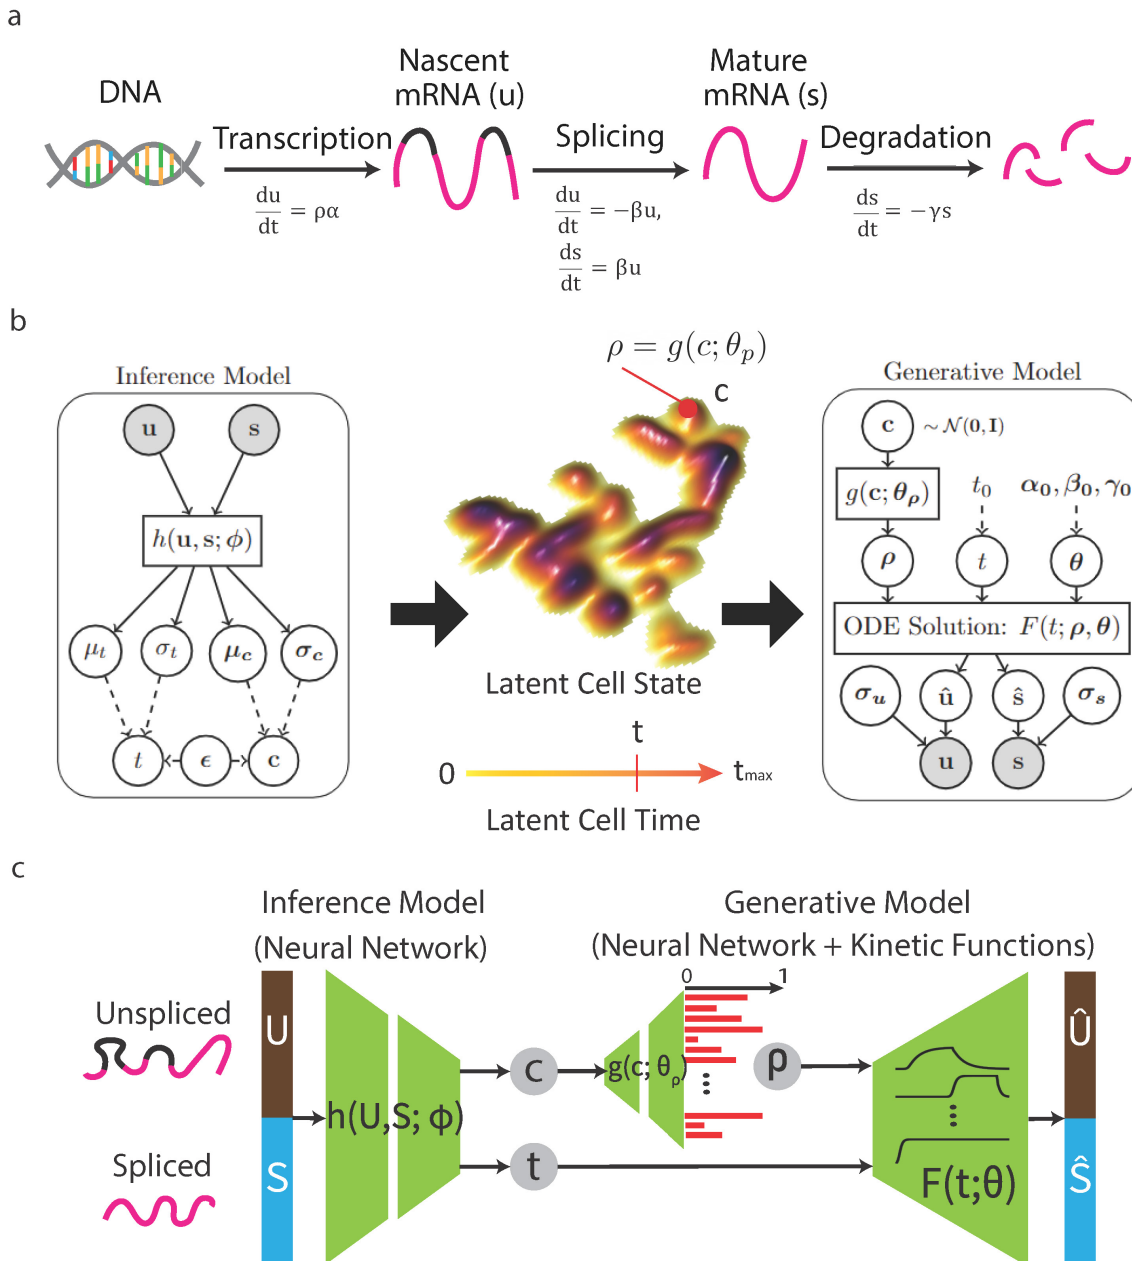 a
DNA
Nascent
mRNA (u)
Mature
mRNA (s)
Transcription
Splicing
Degradation
du/dt = ρα
du/dt = −βu,
ds/dt = βu
ds/dt = −γs
b
Inference Model
u
s
h(u, s; ϕ)
μt
σt
μc
σc
t
ϵ
c
ρ = g(c; θp)
c
Latent Cell State
t
0
tmax
Latent Cell Time
Generative Model
c
∼ 𝒩(0, I)
g(c; θρ)
t0
α0, β0, γ0
ρ
t
θ
ODE Solution: F(t; ρ, θ)
σu
û
ŝ
σs
u
s
c
Inference Model
(Neural Network)
Generative Model
(Neural Network + Kinetic Functions)
0
1
Unspliced
U
Û
c
g(c; θρ)
ρ
h(U,S; ϕ)
Spliced
S
t
F(t;θ)
Ŝ